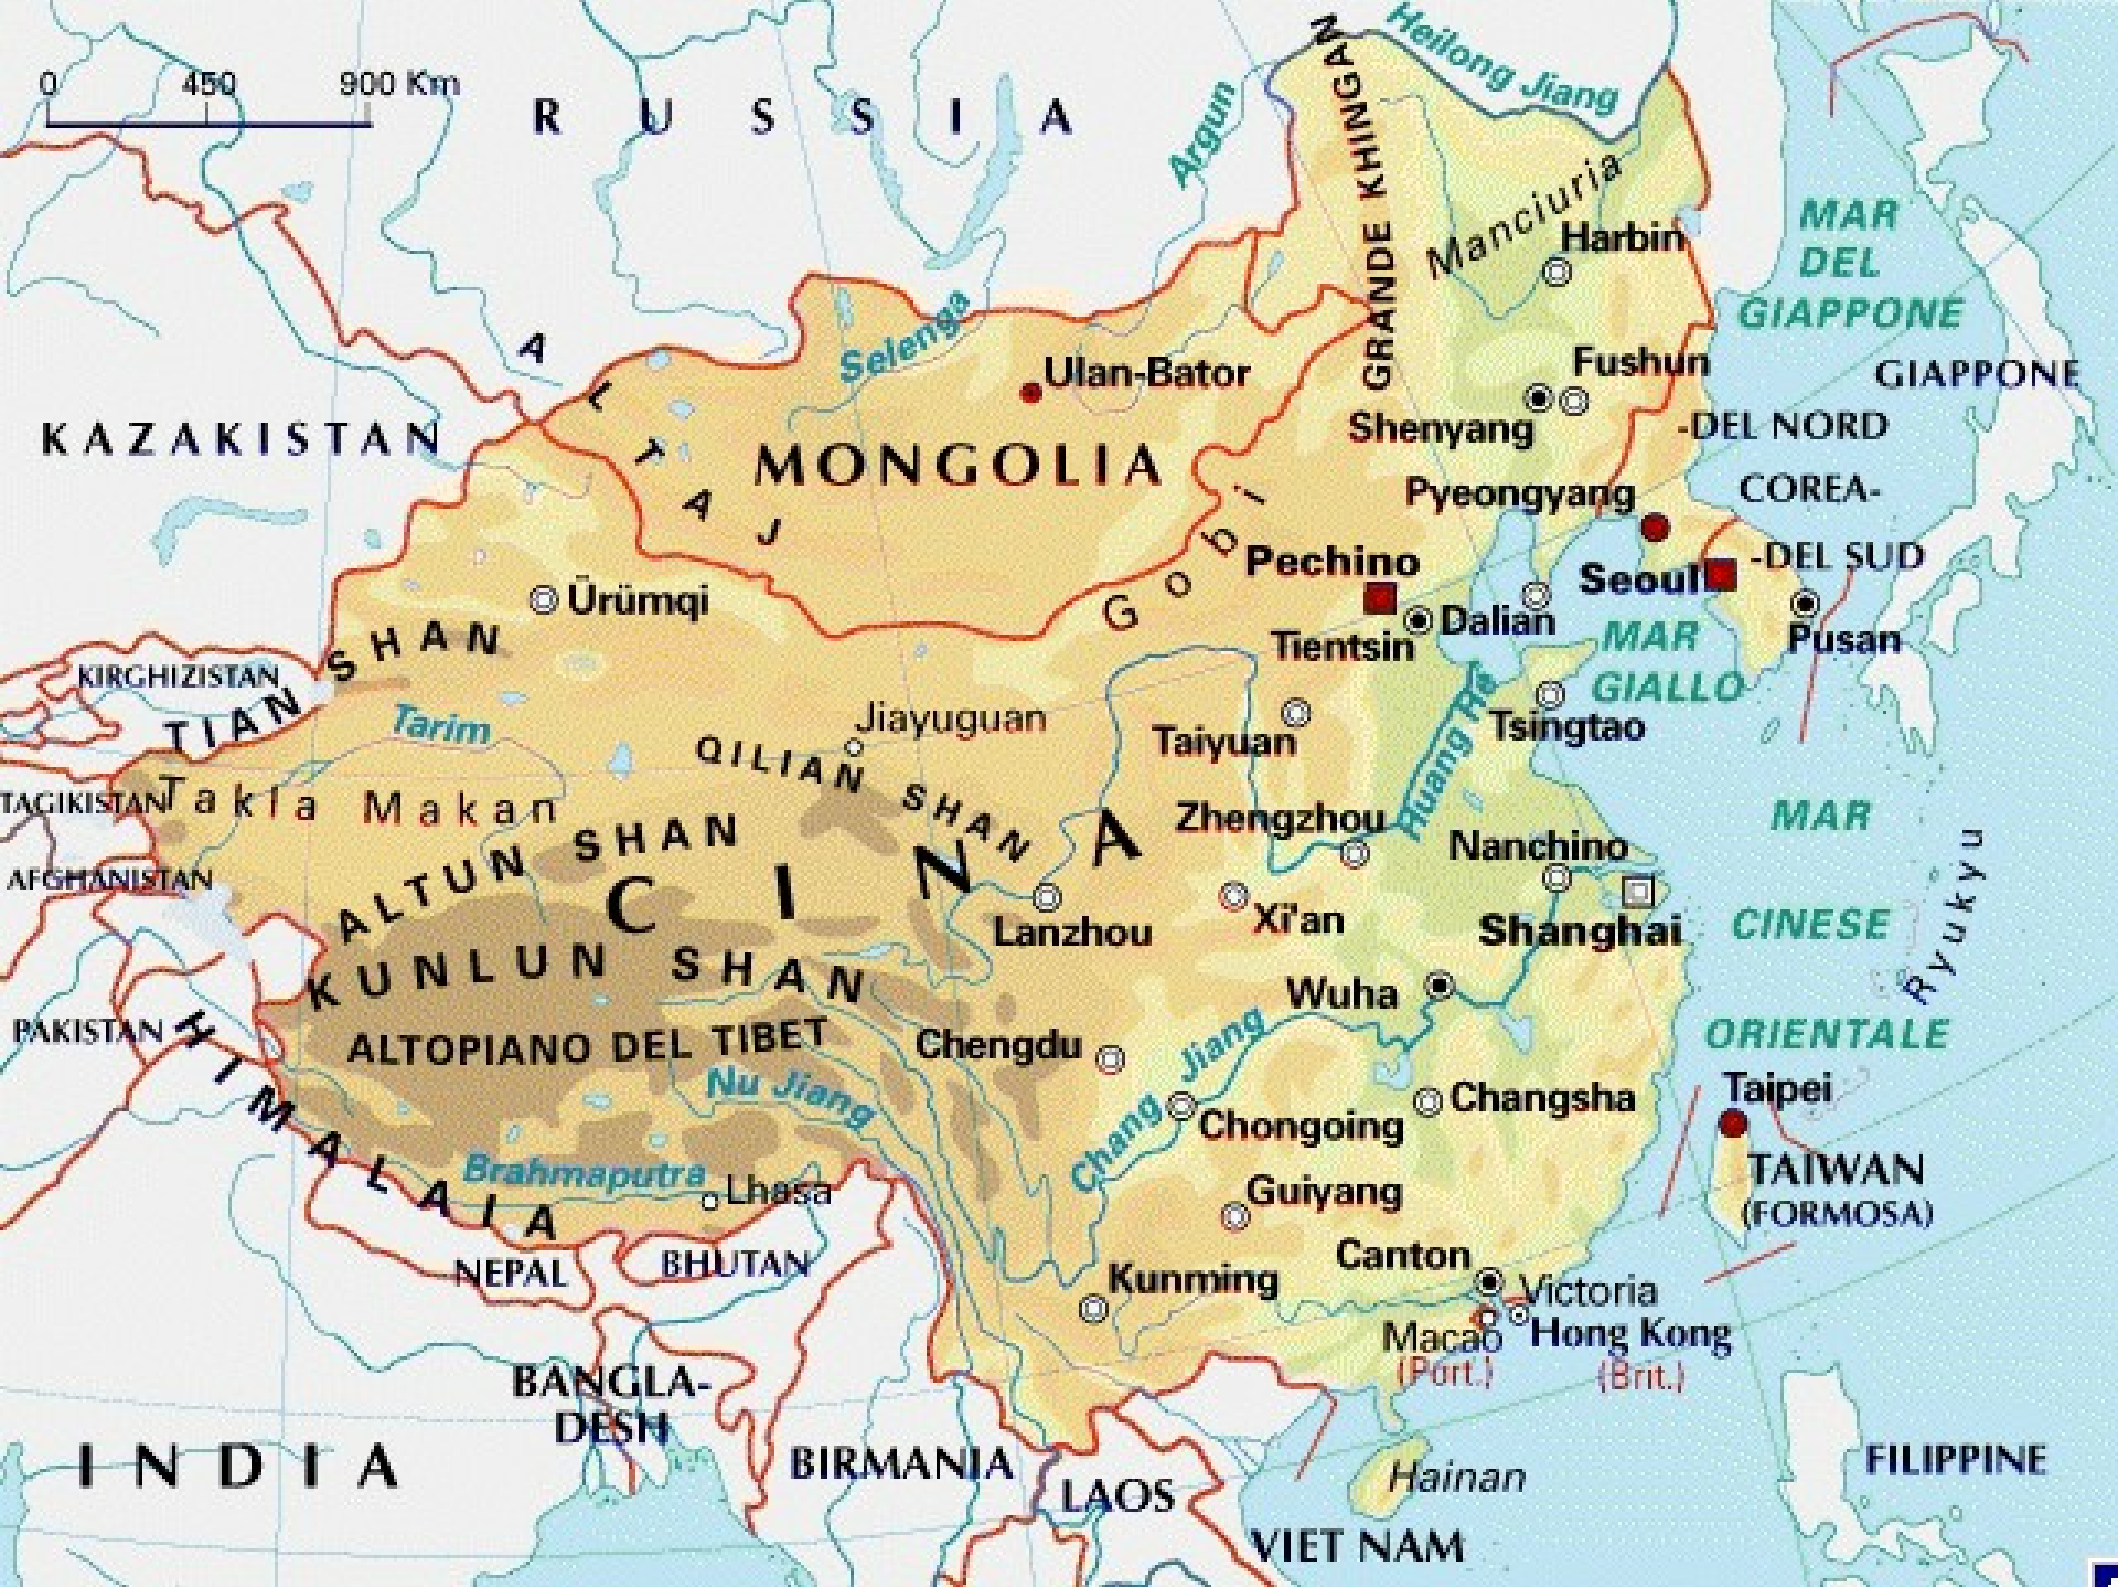 0 450 900 Km
R U S S I A
Argun
GRANDE KHINGAN
Heilong Jiang
Manciuria
Harbin
MAR
DEL
GIAPPONE
GIAPPONE
KAZAKISTAN
ALTAJ
Selenga
Ulan-Bator
MONGOLIA
Gobi
Fushun
Shenyang
-DEL NORD
COREA-
-DEL SUD
Pyeongyang
Seoul
Pusan
Pechino
Tientsin
Dalian
MAR
GIALLO
Ürümqi
KIRGHIZISTAN
TIAN SHAN
Tarim
Jiayuguan
QILIAN SHAN
Taiyuan
Huang He
Tsingtao
TAGIKISTAN
Takla Makan
ALTUN SHAN
C I N A
Zhengzhou
Nanchino
MAR
CINESE
ORIENTALE
Ryukyu
AFGHANISTAN
Lanzhou
Xi'an
Shanghai
KUNLUN SHAN
Wuha
PAKISTAN
HIMALAIA
ALTOPIANO DEL TIBET
Chengdu
Chang Jiang
Nu Jiang
Chongoing
Changsha
Taipei
TAIWAN
(FORMOSA)
Brahmaputra
Lhasa
Guiyang
NEPAL
BHUTAN
Kunming
Canton
Victoria
Macao
(Port.)
Hong Kong
(Brit.)
BANGLA-
DESH
INDIA
BIRMANIA
LAOS
Hainan
VIET NAM
FILIPPINE